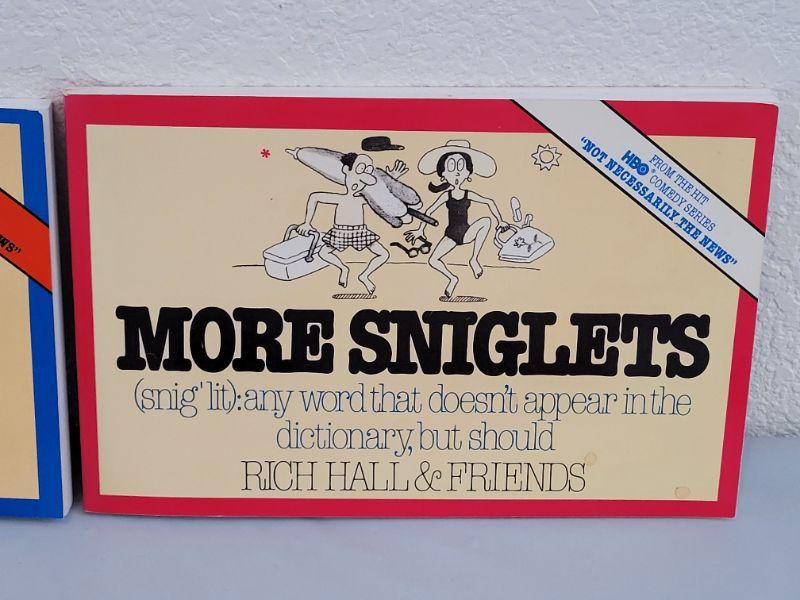 WS"
FROM THE HIT
HBO® COMEDY SERIES
"NOT NECESSARILY THE NEWS"
*
MORE SNIGLETS
(snig'lit): any word that doesn't appear in the
dictionary, but should
RICH HALL & FRIENDS